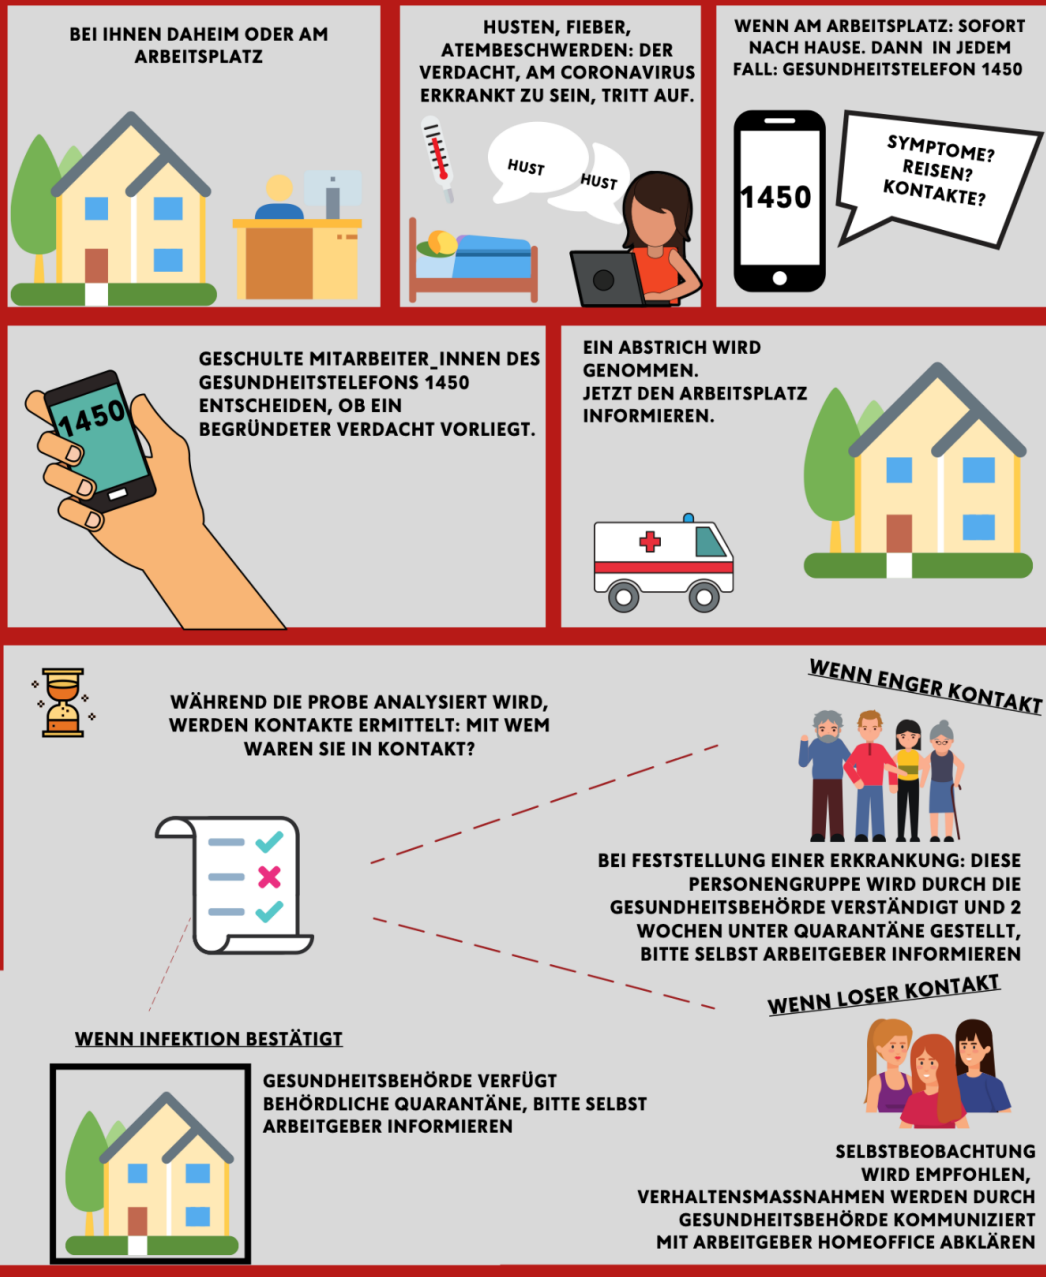 BEI IHNEN DAHEIM ODER AM
ARBEITSPLATZ
HUSTEN, FIEBER,
ATEMBESCHWERDEN: DER
VERDACHT, AM CORONAVIRUS
ERKRANKT ZU SEIN, TRITT AUF.
HUST
HUST
WENN AM ARBEITSPLATZ: SOFORT
NACH HAUSE. DANN IN JEDEM
FALL: GESUNDHEITSTELEFON 1450
1450
SYMPTOME?
REISEN?
KONTAKTE?
1450
GESCHULTE MITARBEITER_INNEN DES
GESUNDHEITSTELEFONS 1450
ENTSCHEIDEN, OB EIN
BEGRÜNDETER VERDACHT VORLIEGT.
EIN ABSTRICH WIRD
GENOMMEN.
JETZT DEN ARBEITSPLATZ
INFORMIEREN.
WÄHREND DIE PROBE ANALYSIERT WIRD,
WERDEN KONTAKTE ERMITTELT: MIT WEM
WAREN SIE IN KONTAKT?
WENN ENGER KONTAKT
BEI FESTSTELLUNG EINER ERKRANKUNG: DIESE
PERSONENGRUPPE WIRD DURCH DIE
GESUNDHEITSBEHÖRDE VERSTÄNDIGT UND 2
WOCHEN UNTER QUARANTÄNE GESTELLT,
BITTE SELBST ARBEITGEBER INFORMIEREN
WENN LOSER KONTAKT
SELBSTBEOBACHTUNG
WIRD EMPFOHLEN,
VERHALTENSMASSNAHMEN WERDEN DURCH
GESUNDHEITSBEHÖRDE KOMMUNIZIERT
MIT ARBEITGEBER HOMEOFFICE ABKLÄREN
WENN INFEKTION BESTÄTIGT
GESUNDHEITSBEHÖRDE VERFÜGT
BEHÖRDLICHE QUARANTÄNE, BITTE SELBST
ARBEITGEBER INFORMIEREN